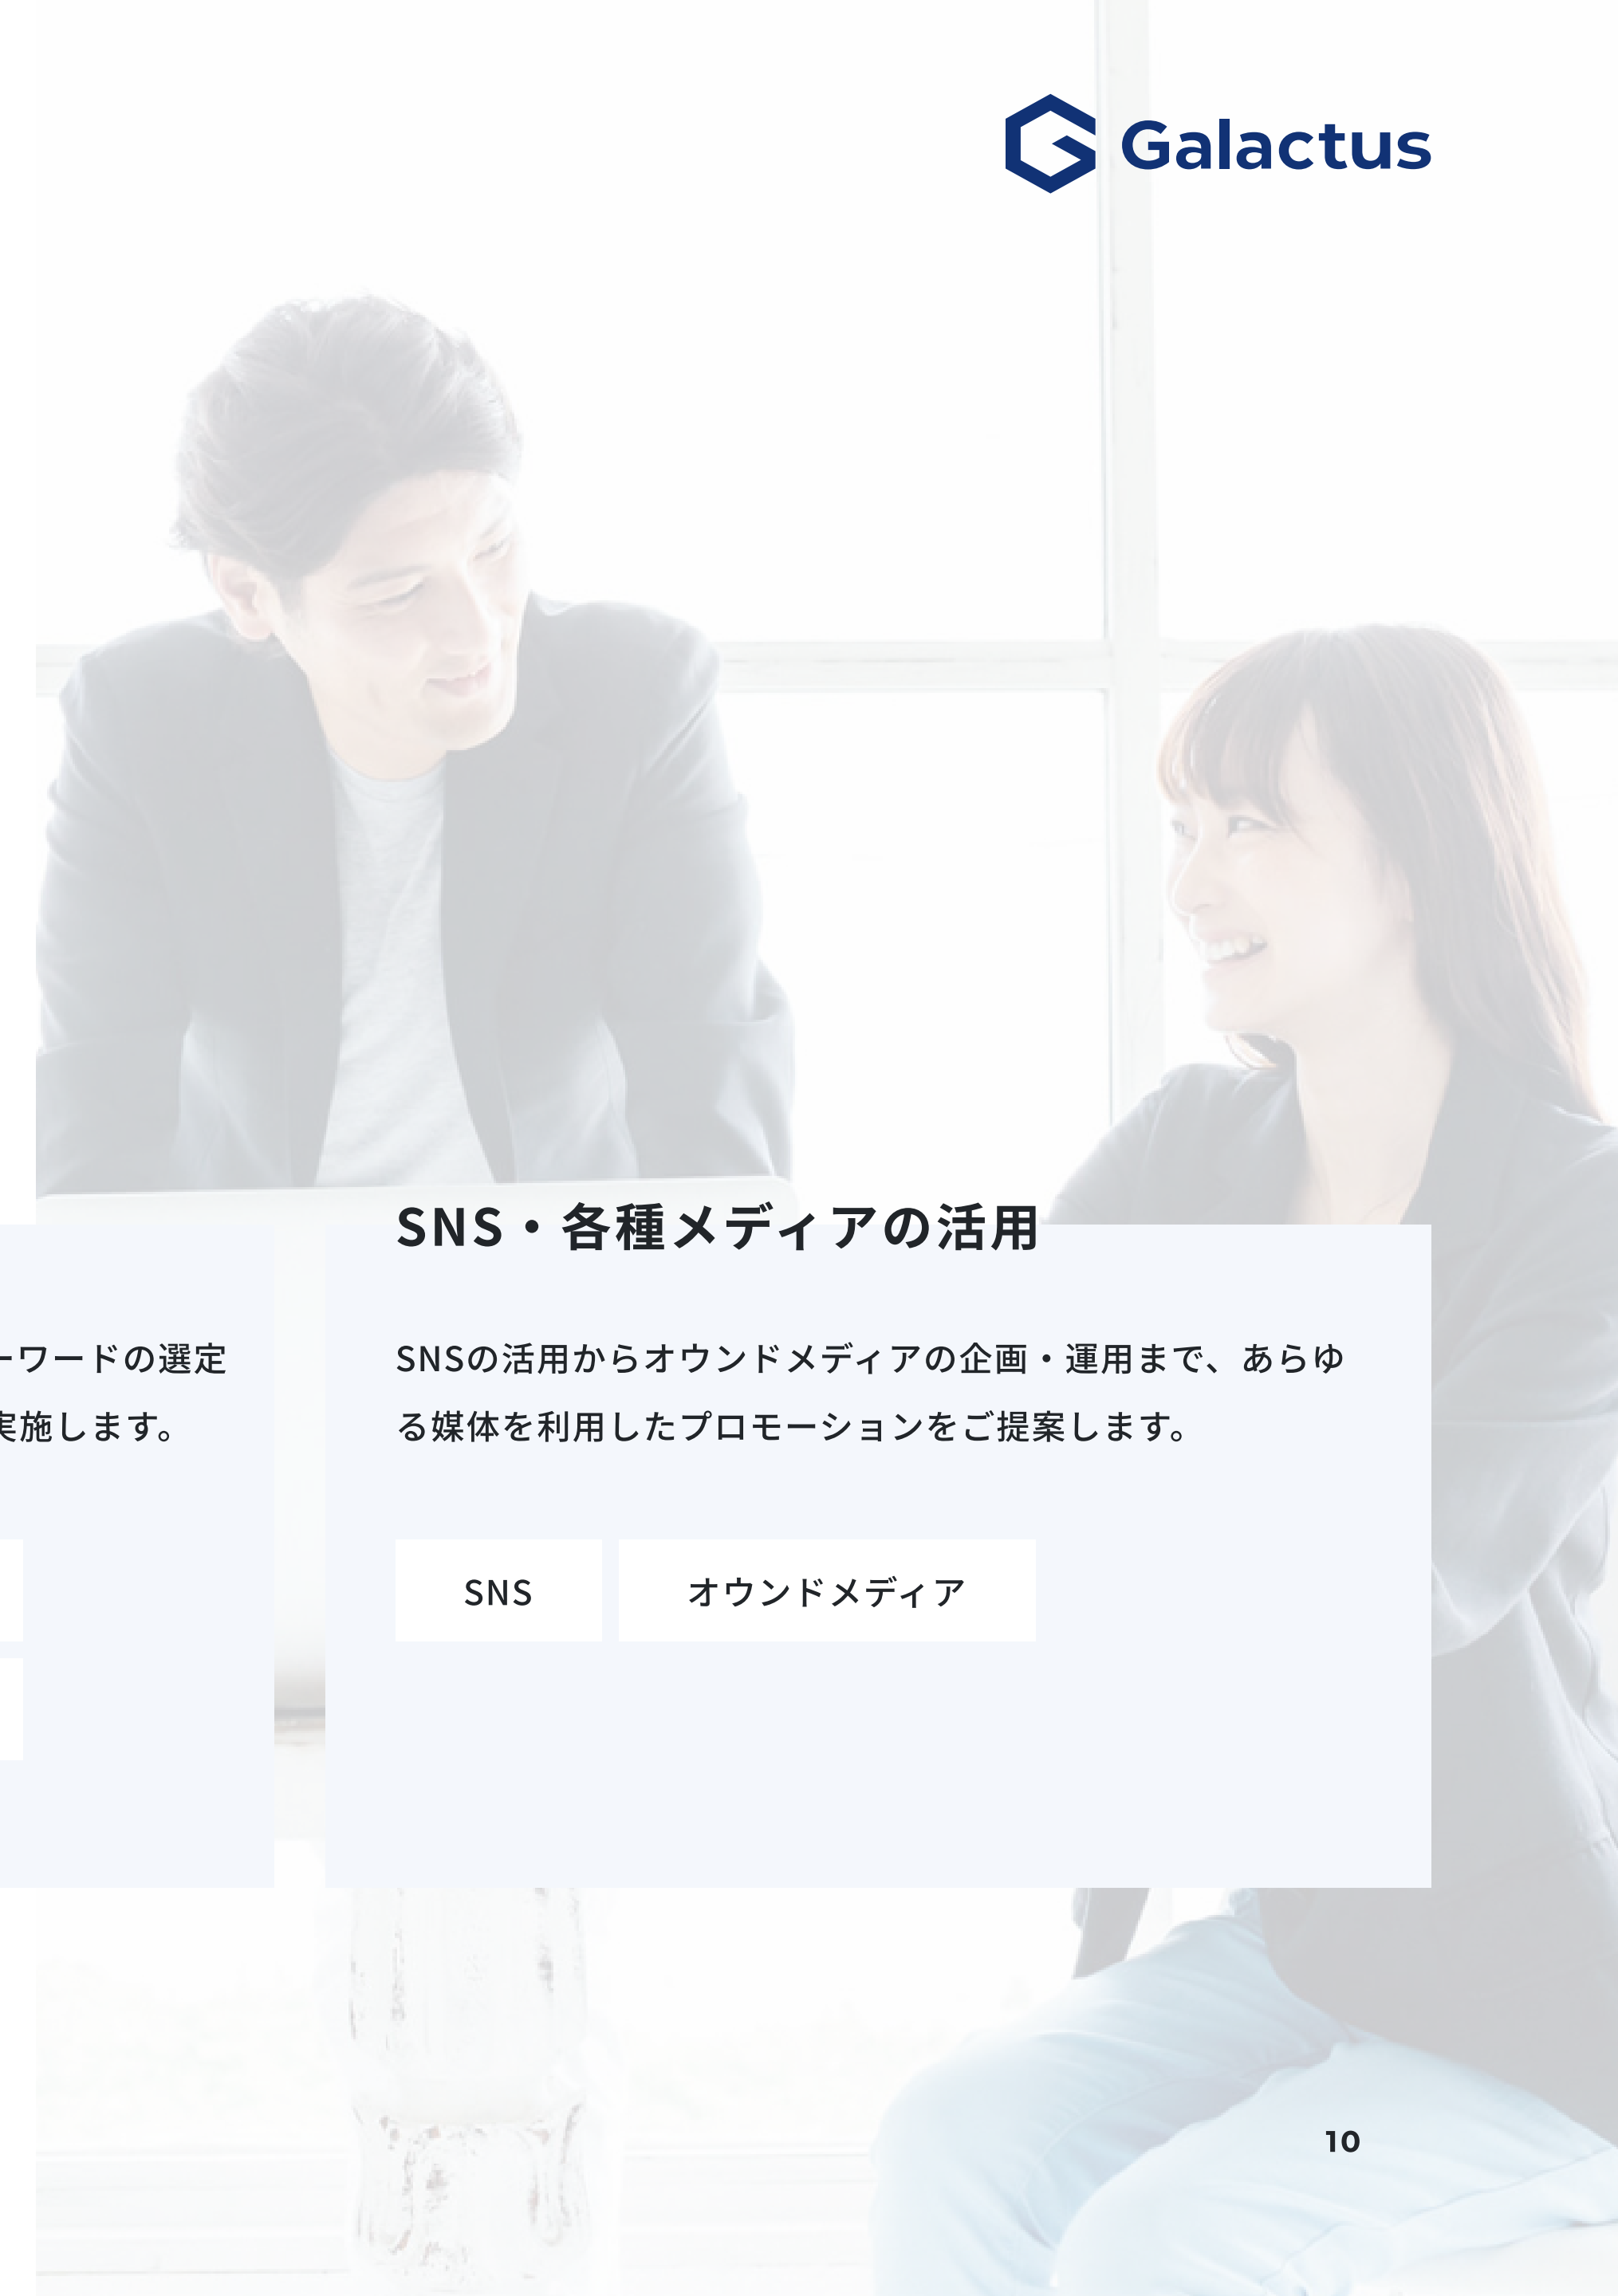 Galactus
ーワードの選定
実施します。
SNS・各種メディアの活用
SNSの活用からオウンドメディアの企画・運用まで、あらゆ
る媒体を利用したプロモーションをご提案します。
SNS
オウンドメディア
10